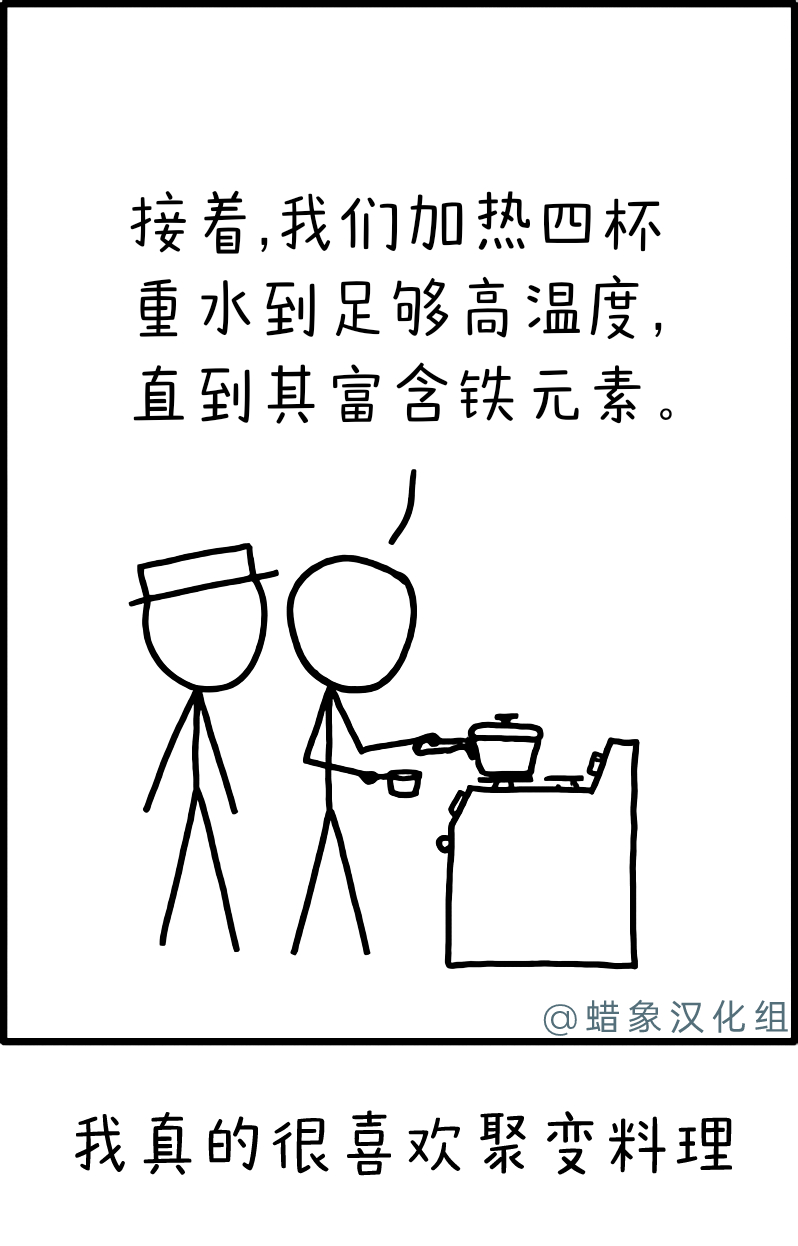 接着,我们加热四杯
重水到足够高温度,
直到其富含铁元素。
@蜡象汉化组
我真的很喜欢聚变料理